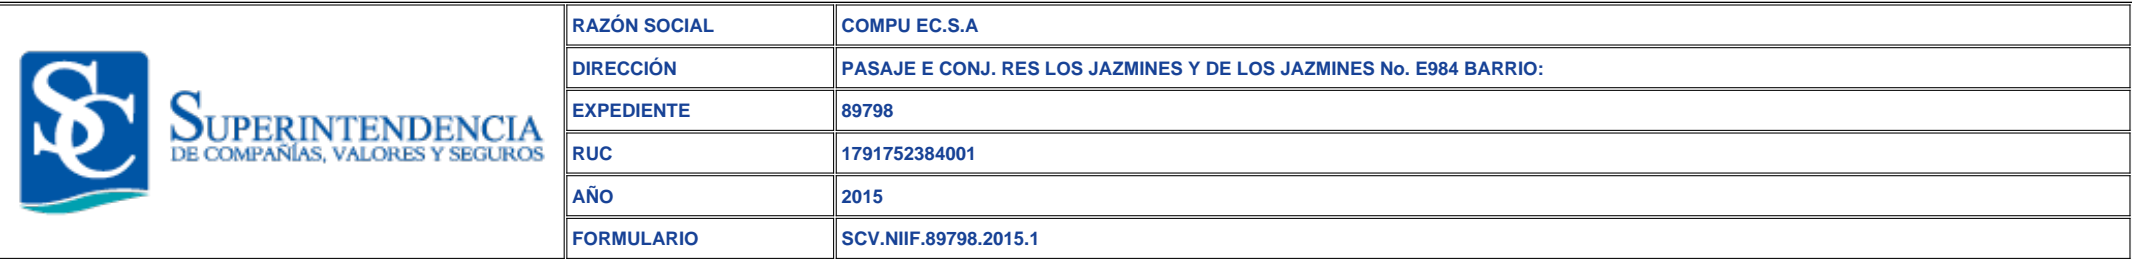 SC
SUPERINTENDENCIA
DE COMPAÑÍAS, VALORES Y SEGUROS
RAZÓN SOCIAL COMPU EC.S.A
DIRECCIÓN PASAJE E CONJ. RES LOS JAZMINES Y DE LOS JAZMINES No. E984 BARRIO:
EXPEDIENTE 89798
RUC 1791752384001
AÑO 2015
FORMULARIO SCV.NIIF.89798.2015.1